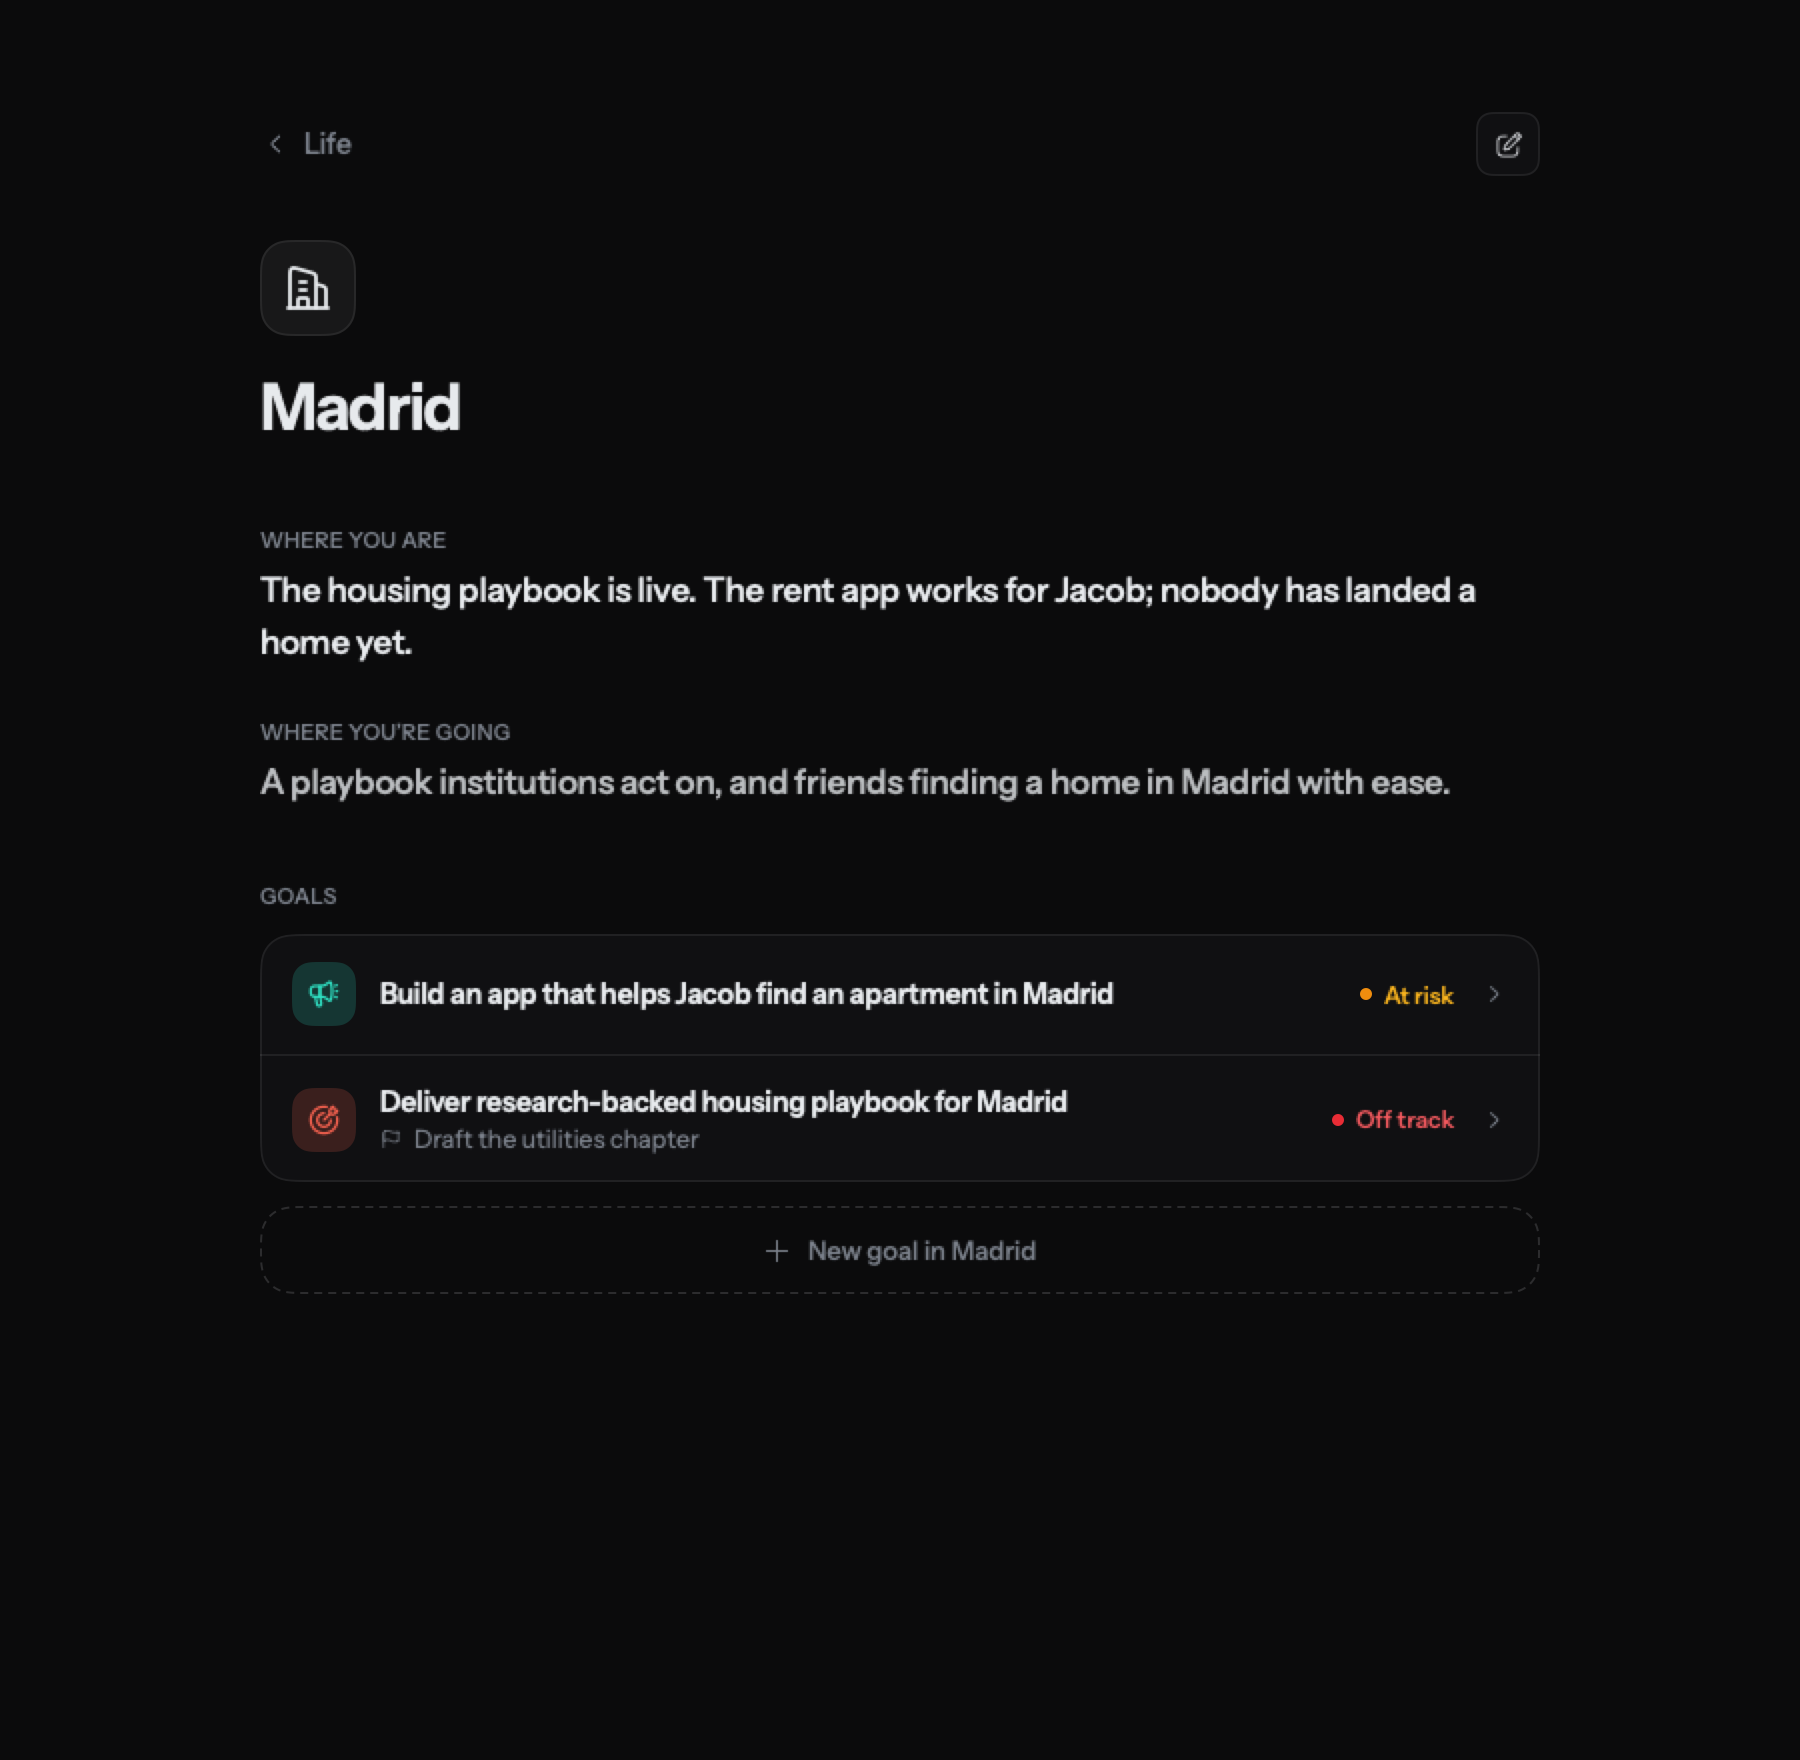 Life
Madrid
WHERE YOU ARE
The housing playbook is live. The rent app works for Jacob; nobody has landed a
home yet.
WHERE YOU'RE GOING
A playbook institutions act on, and friends finding a home in Madrid with ease.
GOALS
Build an app that helps Jacob find an apartment in Madrid
At risk
Deliver research-backed housing playbook for Madrid
Draft the utilities chapter
Off track
New goal in Madrid